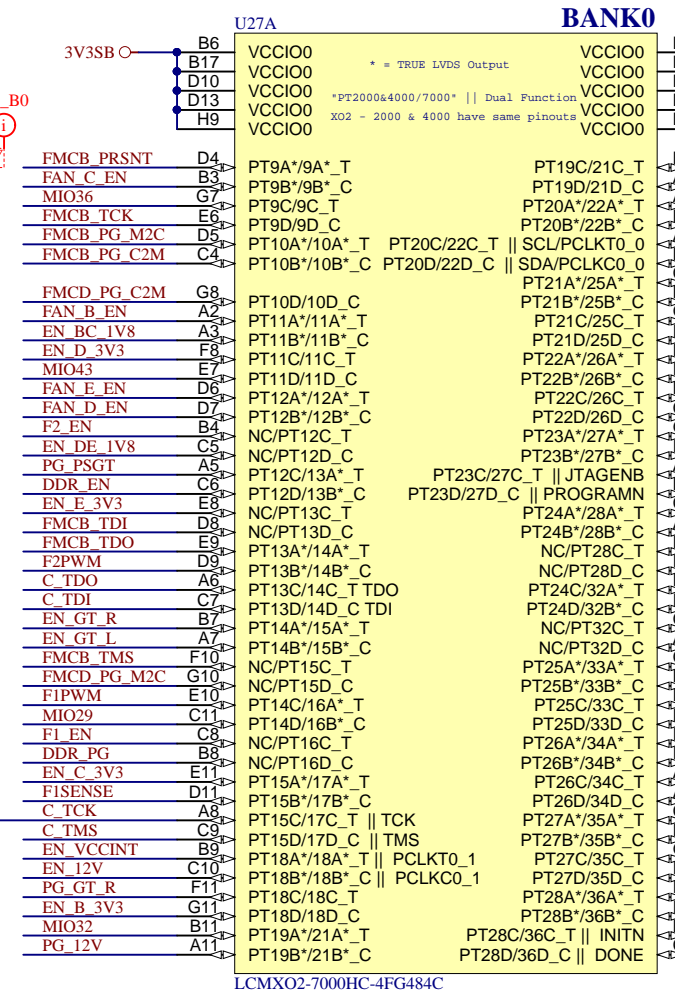 U27A BANK0
3V3SB B6 VCCIO0 VCCIO0
B17 VCCIO0 * = TRUE LVDS Output VCCIO0
D10 VCCIO0 "PT2000&4000/7000" || Dual Function VCCIO0
D13 VCCIO0 XO2 - 2000 & 4000 have same pinouts VCCIO0
H9 VCCIO0 VCCIO0
_B0
i
FMCB_PRSNT D4 PT9A*/9A*_T PT19C/21C_T
FAN_C_EN B3 PT9B*/9B*_C PT19D/21D_C
MIO36 G7 PT9C/9C_T PT20A*/22A*_T
FMCB_TCK E6 PT9D/9D_C PT20B*/22B*_C
FMCB_PG_M2C D5 PT10A*/10A*_T PT20C/22C_T || SCL/PCLKT0_0
FMCB_PG_C2M C4 PT10B*/10B*_C PT20D/22D_C || SDA/PCLKC0_0
PT21A*/25A*_T
FMCD_PG_C2M G8 PT10D/10D_C PT21B*/25B*_C
FAN_B_EN A2 PT11A*/11A*_T PT21C/25C_T
EN_BC_1V8 A3 PT11B*/11B*_C PT21D/25D_C
EN_D_3V3 F8 PT11C/11C_T PT22A*/26A*_T
MIO43 E7 PT11D/11D_C PT22B*/26B*_C
FAN_E_EN D6 PT12A*/12A*_T PT22C/26C_T
FAN_D_EN D7 PT12B*/12B*_C PT22D/26D_C
F2_EN B4 NC/PT12C_T PT23A*/27A*_T
EN_DE_1V8 C5 NC/PT12D_C PT23B*/27B*_C
PG_PSGT A5 PT12C/13A*_T PT23C/27C_T || JTAGENB
DDR_EN C6 PT12D/13B*_C PT23D/27D_C || PROGRAMN
EN_E_3V3 E8 NC/PT13C_T PT24A*/28A*_T
FMCB_TDI D8 NC/PT13D_C PT24B*/28B*_C
FMCB_TDO E9 PT13A*/14A*_T NC/PT28C_T
F2PWM D9 PT13B*/14B*_C NC/PT28D_C
C_TDO A6 PT13C/14C_T TDO PT24C/32A*_T
C_TDI C7 PT13D/14D_C TDI PT24D/32B*_C
EN_GT_R B7 PT14A*/15A*_T NC/PT32C_T
EN_GT_L A7 PT14B*/15B*_C NC/PT32D_C
FMCB_TMS F10 NC/PT15C_T PT25A*/33A*_T
FMCD_PG_M2C G10 NC/PT15D_C PT25B*/33B*_C
F1PWM E10 PT14C/16A*_T PT25C/33C_T
MIO29 C11 PT14D/16B*_C PT25D/33D_C
F1_EN C8 NC/PT16C_T PT26A*/34A*_T
DDR_PG B8 NC/PT16D_C PT26B*/34B*_C
EN_C_3V3 E11 PT15A*/17A*_T PT26C/34C_T
F1SENSE D11 PT15B*/17B*_C PT26D/34D_C
C_TCK A8 PT15C/17C_T || TCK PT27A*/35A*_T
C_TMS C9 PT15D/17D_C || TMS PT27B*/35B*_C
EN_VCCINT B9 PT18A*/18A*_T || PCLKT0_1 PT27C/35C_T
EN_12V C10 PT18B*/18B*_C || PCLKC0_1 PT27D/35D_C
PG_GT_R F11 PT18C/18C_T PT28A*/36A*_T
EN_B_3V3 G11 PT18D/18D_C PT28B*/36B*_C
MIO32 B11 PT19A*/21A*_T PT28C/36C_T || INITN
PG_12V A11 PT19B*/21B*_C PT28D/36D_C || DONE
LCMXO2-7000HC-4FG484C